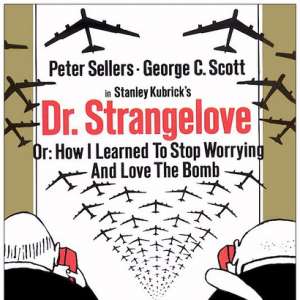 Peter Sellers · George C. Scott
in Stanley Kubrick's
Dr. Strangelove
Or: How I Learned To Stop Worrying
And Love The Bomb